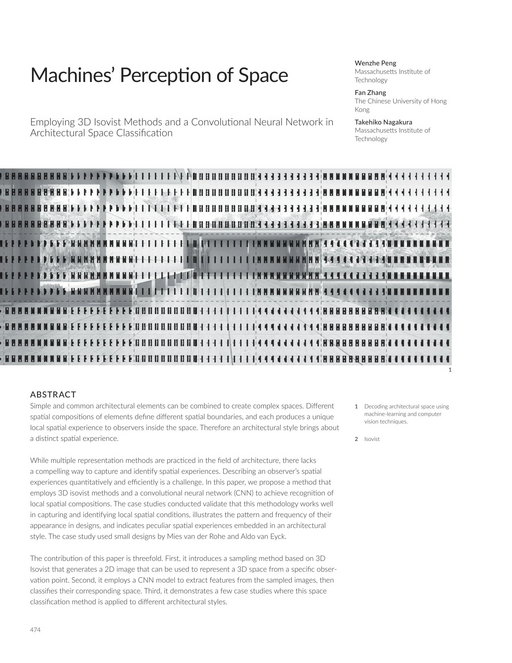 Machines' Perception of Space
Employing 3D Isovist Methods and a Convolutional Neural Network in
Architectural Space Classification
Wenzhe Peng
Massachusetts Institute of
Technology
Fan Zhang
The Chinese University of Hong
Kong
Takehiko Nagakura
Massachusetts Institute of
Technology
1
ABSTRACT
Simple and common architectural elements can be combined to create complex spaces. Different
spatial compositions of elements define different spatial boundaries, and each produces a unique
local spatial experience to observers inside the space. Therefore an architectural style brings about
a distinct spatial experience.
While multiple representation methods are practiced in the field of architecture, there lacks
a compelling way to capture and identify spatial experiences. Describing an observer's spatial
experiences quantitatively and efficiently is a challenge. In this paper, we propose a method that
employs 3D isovist methods and a convolutional neural network (CNN) to achieve recognition of
local spatial compositions. The case studies conducted validate that this methodology works well
in capturing and identifying local spatial conditions, illustrates the pattern and frequency of their
appearance in designs, and indicates peculiar spatial experiences embedded in an architectural
style. The case study used small designs by Mies van der Rohe and Aldo van Eyck.
The contribution of this paper is threefold. First, it introduces a sampling method based on 3D
Isovist that generates a 2D image that can be used to represent a 3D space from a specific obser-
vation point. Second, it employs a CNN model to extract features from the sampled images, then
classifies their corresponding space. Third, it demonstrates a few case studies where this space
classification method is applied to different architectural styles.
1 Decoding architectural space using
machine-learning and computer
vision techniques.
2 Isovist.
474